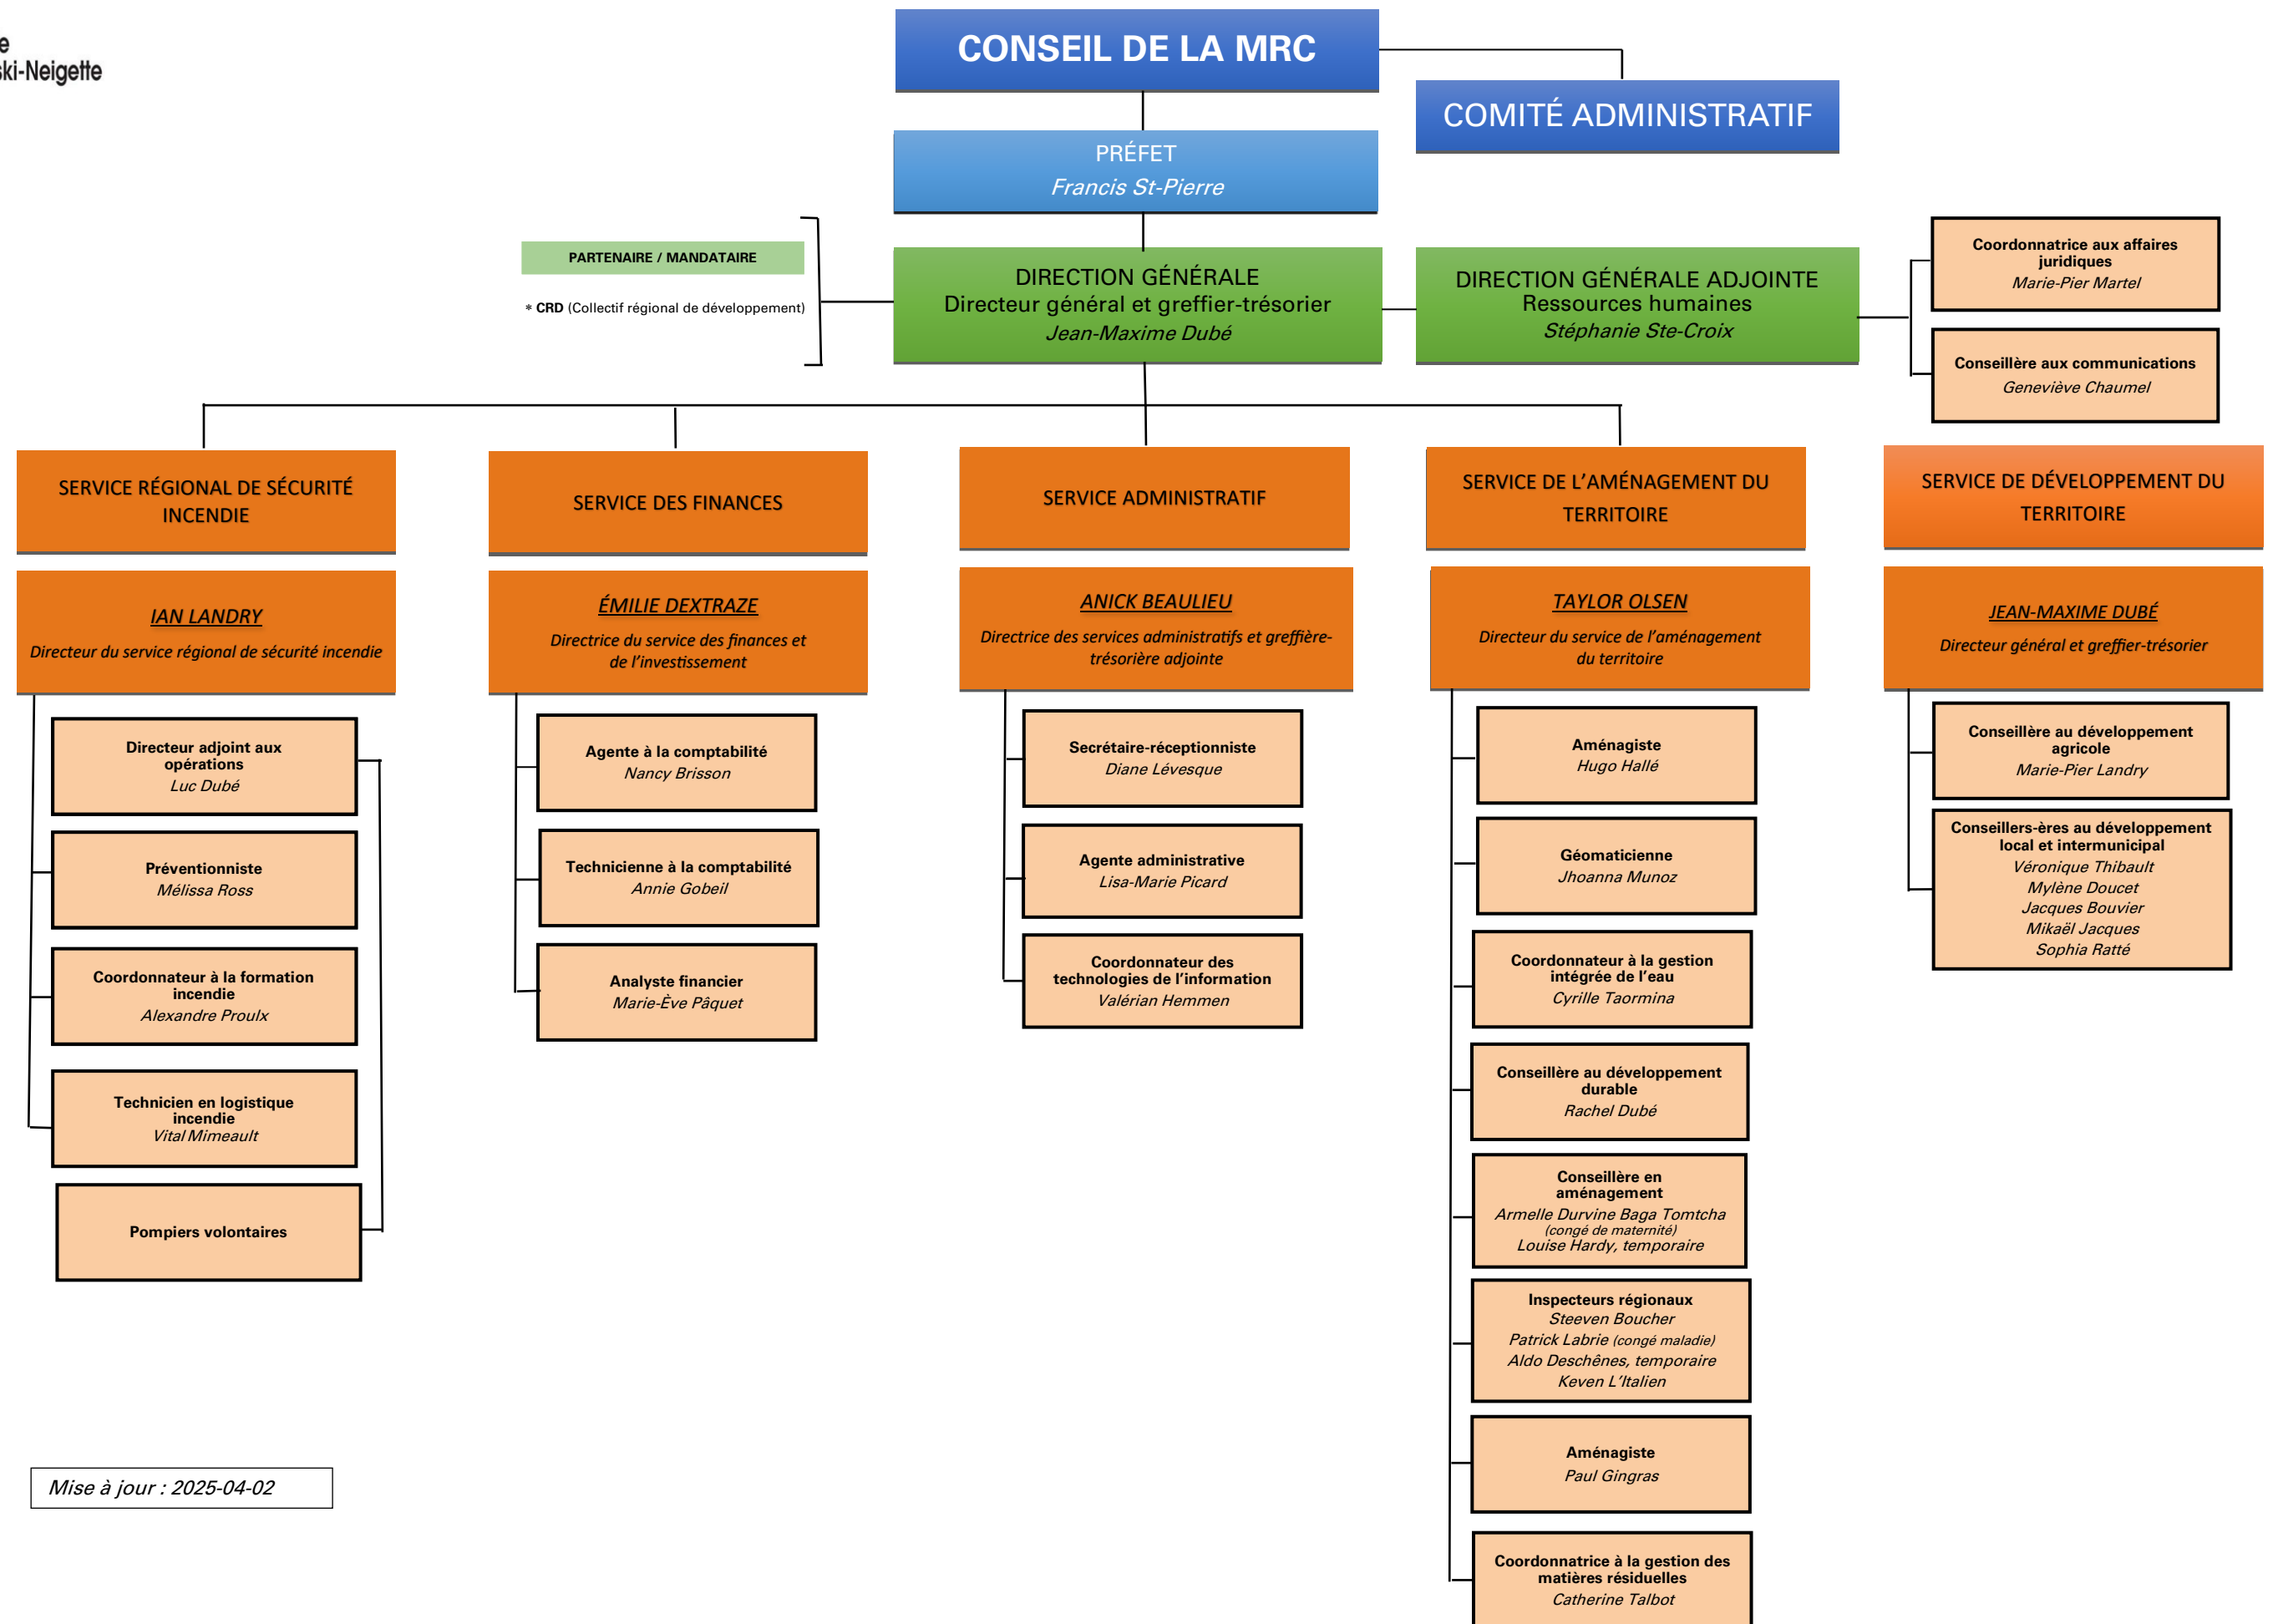 ki-Neigette
CONSEIL DE LA MRC
COMITÉ ADMINISTRATIF
PRÉFET
Francis St-Pierre
PARTENAIRE / MANDATAIRE
* CRD (Collectif régional de développement)
DIRECTION GÉNÉRALE
Directeur général et greffier-trésorier
Jean-Maxime Dubé
DIRECTION GÉNÉRALE ADJOINTE
Ressources humaines
Stéphanie Ste-Croix
Coordonnatrice aux affaires
juridiques
Marie-Pier Martel
Conseillère aux communications
Geneviève Chaumel
SERVICE RÉGIONAL DE SÉCURITÉ
INCENDIE
IAN LANDRY
Directeur du service régional de sécurité incendie
Directeur adjoint aux
opérations
Luc Dubé
Préventionniste
Mélissa Ross
Coordonnateur à la formation
incendie
Alexandre Proulx
Technicien en logistique
incendie
Vital Mimeault
Pompiers volontaires
SERVICE DES FINANCES
ÉMILIE DEXTRAZE
Directrice du service des finances et
de l'investissement
Agente à la comptabilité
Nancy Brisson
Technicienne à la comptabilité
Annie Gobeil
Analyste financier
Marie-Ève Pâquet
SERVICE ADMINISTRATIF
ANICK BEAULIEU
Directrice des services administratifs et greffière-
trésorière adjointe
Secrétaire-réceptionniste
Diane Lévesque
Agente administrative
Lisa-Marie Picard
Coordonnateur des
technologies de l'information
Valérian Hemmen
SERVICE DE L'AMÉNAGEMENT DU
TERRITOIRE
TAYLOR OLSEN
Directeur du service de l'aménagement
du territoire
Aménagiste
Hugo Hallé
Géomaticienne
Jhoanna Munoz
Coordonnateur à la gestion
intégrée de l'eau
Cyrille Taormina
Conseillère au développement
durable
Rachel Dubé
Conseillère en
aménagement
Armelle Durvine Baga Tomtcha
(congé de maternité)
Louise Hardy, temporaire
Inspecteurs régionaux
Steeven Boucher
Patrick Labrie (congé maladie)
Aldo Deschênes, temporaire
Keven L'Italien
Aménagiste
Paul Gingras
Coordonnatrice à la gestion des
matières résiduelles
Catherine Talbot
SERVICE DE DÉVELOPPEMENT DU
TERRITOIRE
JEAN-MAXIME DUBÉ
Directeur général et greffier-trésorier
Conseillère au développement
agricole
Marie-Pier Landry
Conseillers-ères au développement
local et intermunicipal
Véronique Thibault
Mylène Doucet
Jacques Bouvier
Mikaël Jacques
Sophia Ratté
Mise à jour : 2025-04-02